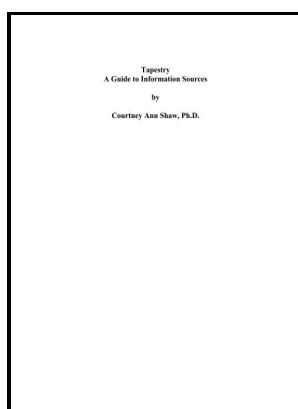 Tapestry
A Guide to Information Sources
by
Courtney Ann Shaw, Ph.D.